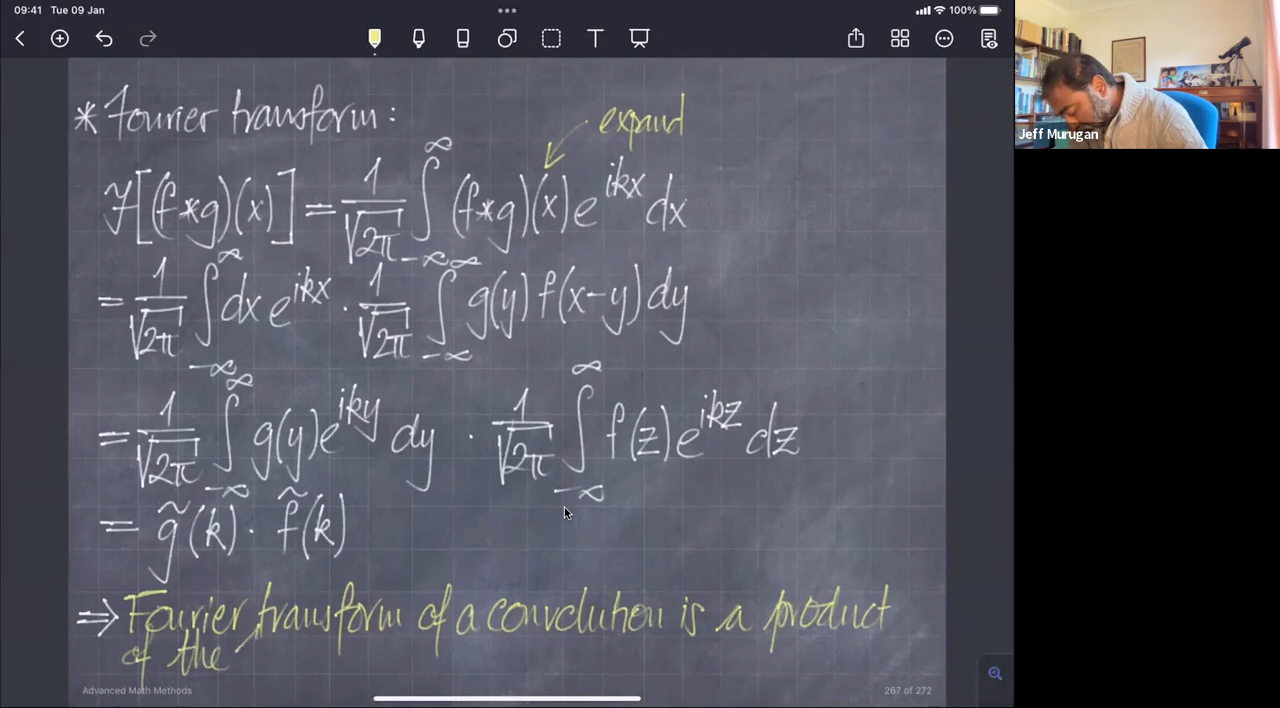 09:41 Tue 09 Jan
100%
Jeff Murugan
* Fourier transform:
expand
ℱ[(f*g)(x)] = 1/√2π ∫_{-∞}^{∞} (f*g)(x) e^{ikx} dx
= 1/√2π ∫_{-∞}^{∞} dx e^{ikx} · 1/√2π ∫_{-∞}^{∞} g(y) f(x-y) dy
= 1/√2π ∫_{-∞}^{∞} g(y) e^{iky} dy · 1/√2π ∫_{-∞}^{∞} f(z) e^{ikz} dz
= g̃(k) · f̃(k)
⇒ Fourier transform of a convolution is a product
of the
Advanced Math Methods
267 of 272